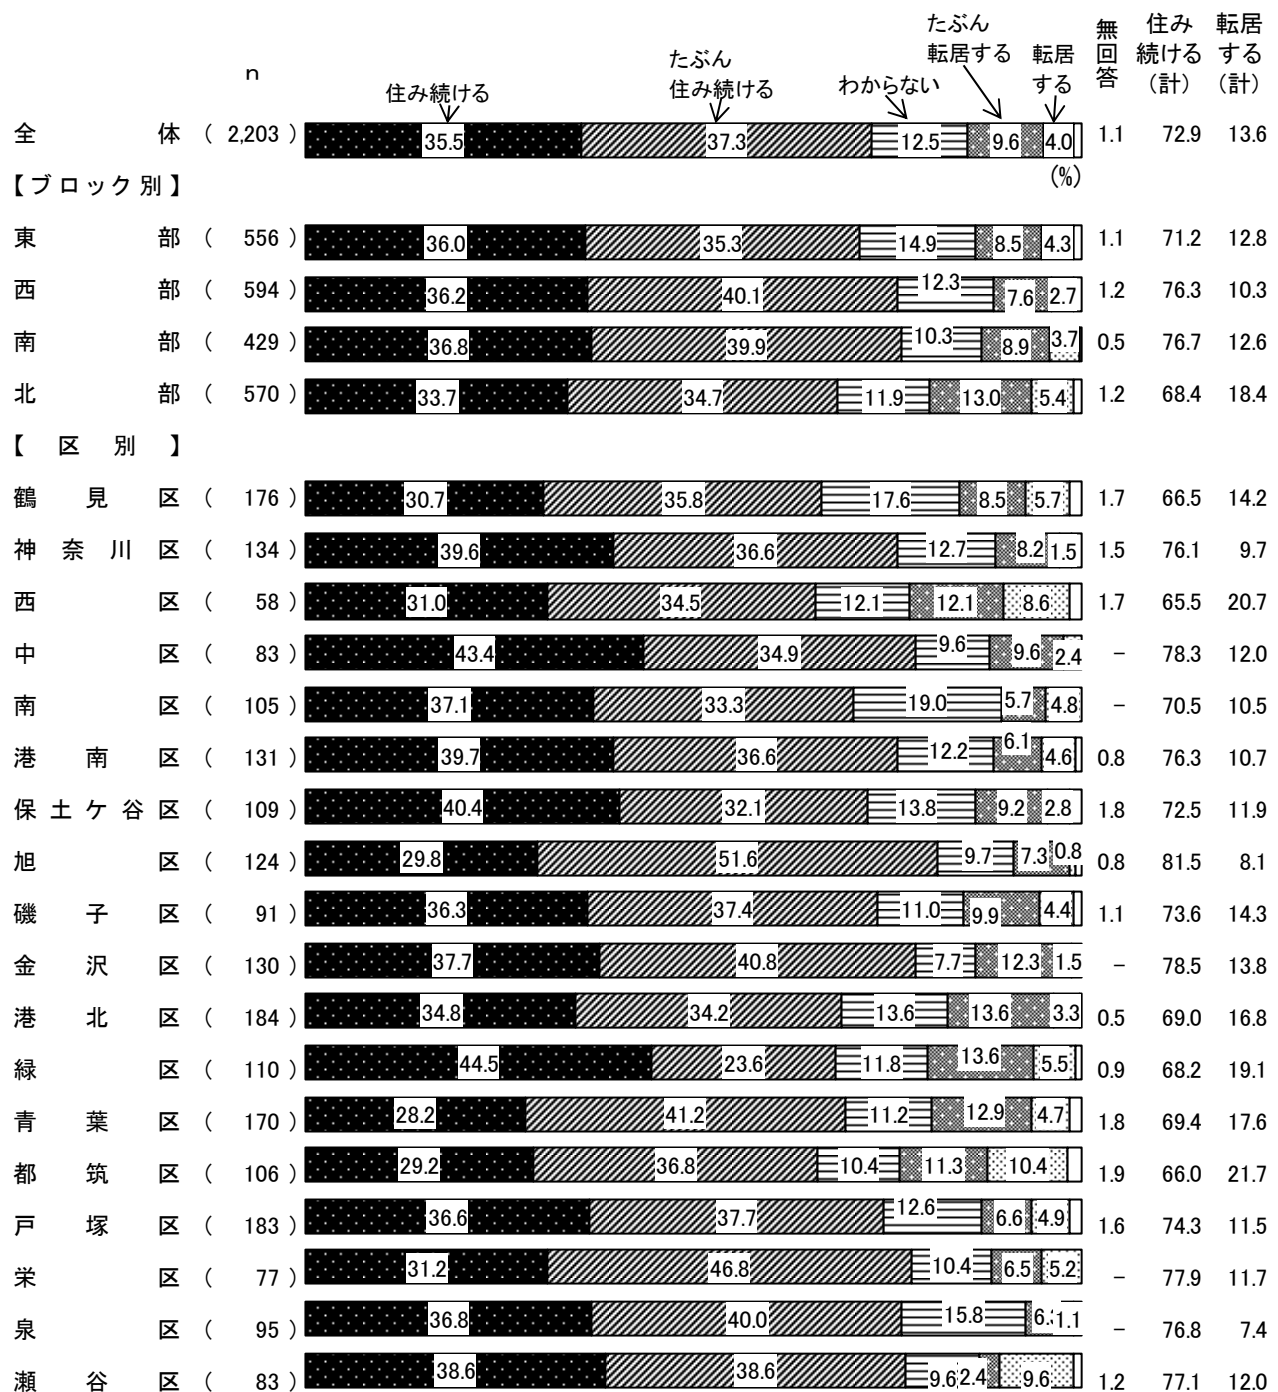 n
住み続ける
たぶん
住み続ける
わからない
たぶん
転居する
転居
する
無
回
答
住み
続ける
(計)
転居
する
(計)
全体 ( 2,203) 35.5 37.3 12.5 9.6 4.0 1.1 72.9 13.6
(%)
【ブロック別】
東部 ( 556 ) 36.0 35.3 14.9 8.5 4.3 1.1 71.2 12.8
西部 ( 594 ) 36.2 40.1 12.3 7.6 2.7 1.2 76.3 10.3
南部 ( 429 ) 36.8 39.9 10.3 8.9 3.7 0.5 76.7 12.6
北部 ( 570 ) 33.7 34.7 11.9 13.0 5.4 1.2 68.4 18.4
【区別】
鶴見区 ( 176 ) 30.7 35.8 17.6 8.5 5.7 1.7 66.5 14.2
神奈川区 ( 134 ) 39.6 36.6 12.7 8.2 1.5 1.5 76.1 9.7
西区 ( 58 ) 31.0 34.5 12.1 12.1 8.6 1.7 65.5 20.7
中区 ( 83 ) 43.4 34.9 9.6 9.6 2.4 – 78.3 12.0
南区 ( 105 ) 37.1 33.3 19.0 5.7 4.8 – 70.5 10.5
港南区 ( 131 ) 39.7 36.6 12.2 6.1 4.6 0.8 76.3 10.7
保土ケ谷区 ( 109 ) 40.4 32.1 13.8 9.2 2.8 1.8 72.5 11.9
旭区 ( 124 ) 29.8 51.6 9.7 7.3 0.8 0.8 81.5 8.1
磯子区 ( 91 ) 36.3 37.4 11.0 9.9 4.4 1.1 73.6 14.3
金沢区 ( 130 ) 37.7 40.8 7.7 12.3 1.5 – 78.5 13.8
港北区 ( 184 ) 34.8 34.2 13.6 13.6 3.3 0.5 69.0 16.8
緑区 ( 110 ) 44.5 23.6 11.8 13.6 5.5 0.9 68.2 19.1
青葉区 ( 170 ) 28.2 41.2 11.2 12.9 4.7 1.8 69.4 17.6
都筑区 ( 106 ) 29.2 36.8 10.4 11.3 10.4 1.9 66.0 21.7
戸塚区 ( 183 ) 36.6 37.7 12.6 6.6 4.9 1.6 74.3 11.5
栄区 ( 77 ) 31.2 46.8 10.4 6.5 5.2 – 77.9 11.7
泉区 ( 95 ) 36.8 40.0 15.8 1.1 – 76.8 7.4
瀬谷区 ( 83 ) 38.6 38.6 9.6 2.4 9.6 1.2 77.1 12.0